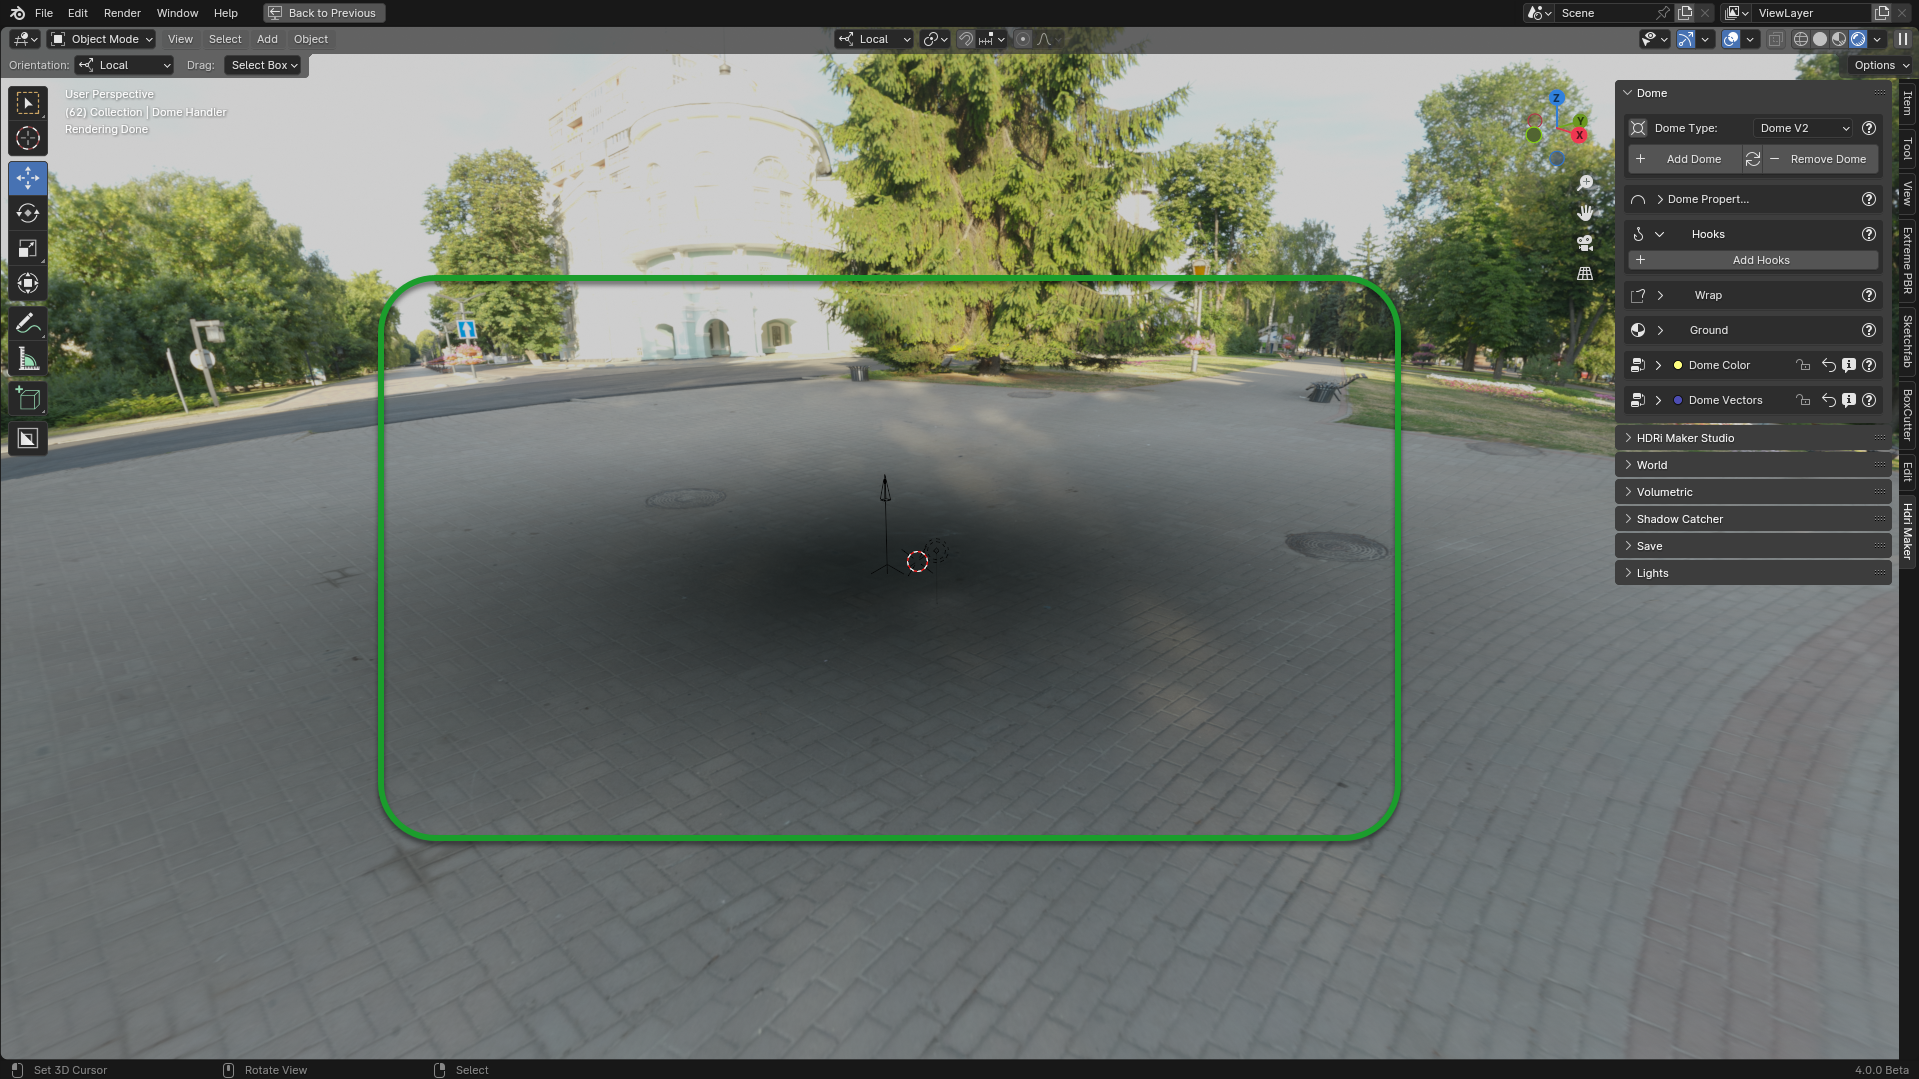 File Edit Render Window Help Back to Previous Scene ViewLayer
Object Mode View Select Add Object Local
Orientation: Local Drag: Select Box Options
User Perspective
(62) Collection | Dome Handler
Rendering Done
Z
Y
X
Dome
Dome Type: Dome V2
Add Dome Remove Dome
Dome Propert...
Hooks
Add Hooks
Wrap
Ground
Dome Color
Dome Vectors
HDRi Maker Studio
World
Volumetric
Shadow Catcher
Save
Lights
Item
Tool
View
Extreme PBR
Sketchfab
BoxCutter
Edit
Hdri Maker
Set 3D Cursor Rotate View Select 4.0.0 Beta